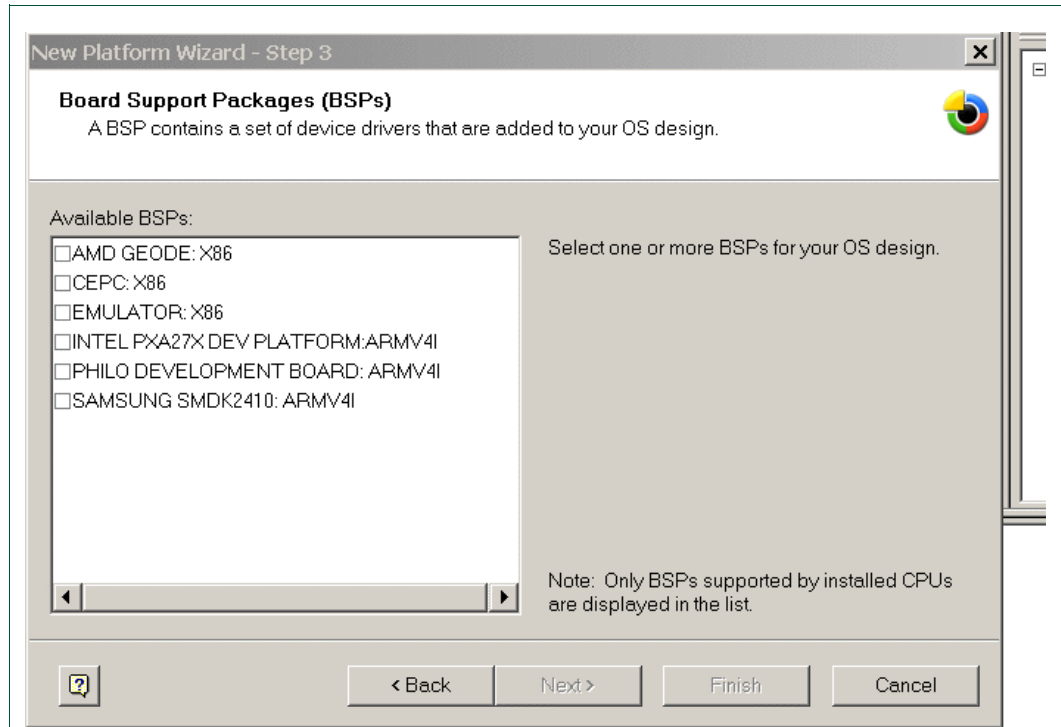 New Platform Wizard - Step 3
Board Support Packages (BSPs)
A BSP contains a set of device drivers that are added to your OS design.
Available BSPs:
AMD GEODE: X86
CEPC: X86
EMULATOR: X86
INTEL PXA27X DEV PLATFORM:ARMV4I
PHILO DEVELOPMENT BOARD: ARMV4I
SAMSUNG SMDK2410: ARMV4I
Select one or more BSPs for your OS design.
Note: Only BSPs supported by installed CPUs
are displayed in the list.
< Back
Next >
Finish
Cancel